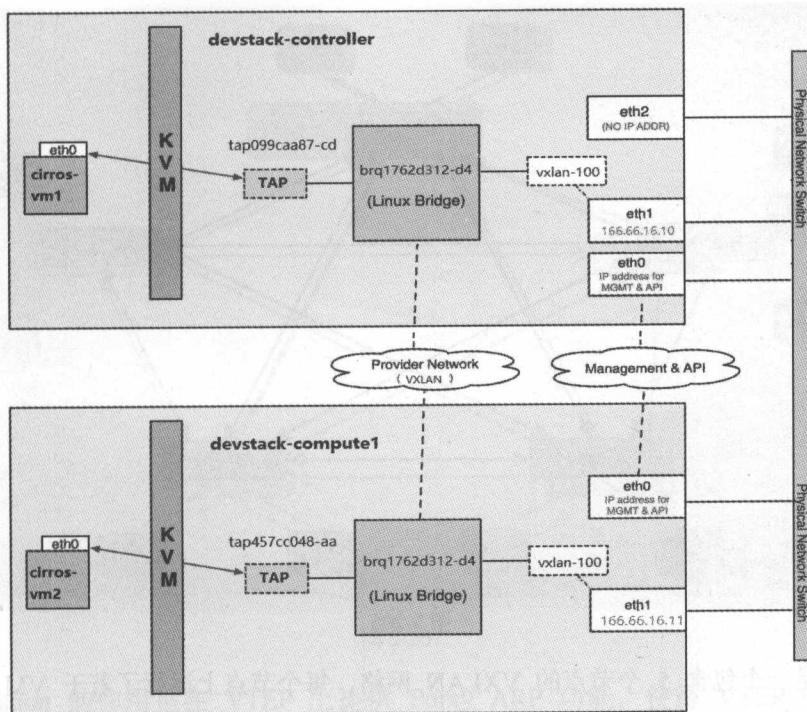 devstack-controller
KVM
eth0
cirros-
vm1
tap099caa87-cd
TAP
brq1762d312-d4
(Linux Bridge)
vxlan-100
eth2
(NO IP ADDR)
eth1
166.66.16.10
eth0
IP address for
MGMT & API
Physical Network Switch
Provider Network
( VXLAN )
Management & API
devstack-compute1
KVM
eth0
cirros-
vm2
tap457cc048-aa
TAP
brq1762d312-d4
(Linux Bridge)
vxlan-100
eth0
IP address for
MGMT & API
eth1
166.66.16.11
Physical Network Switch